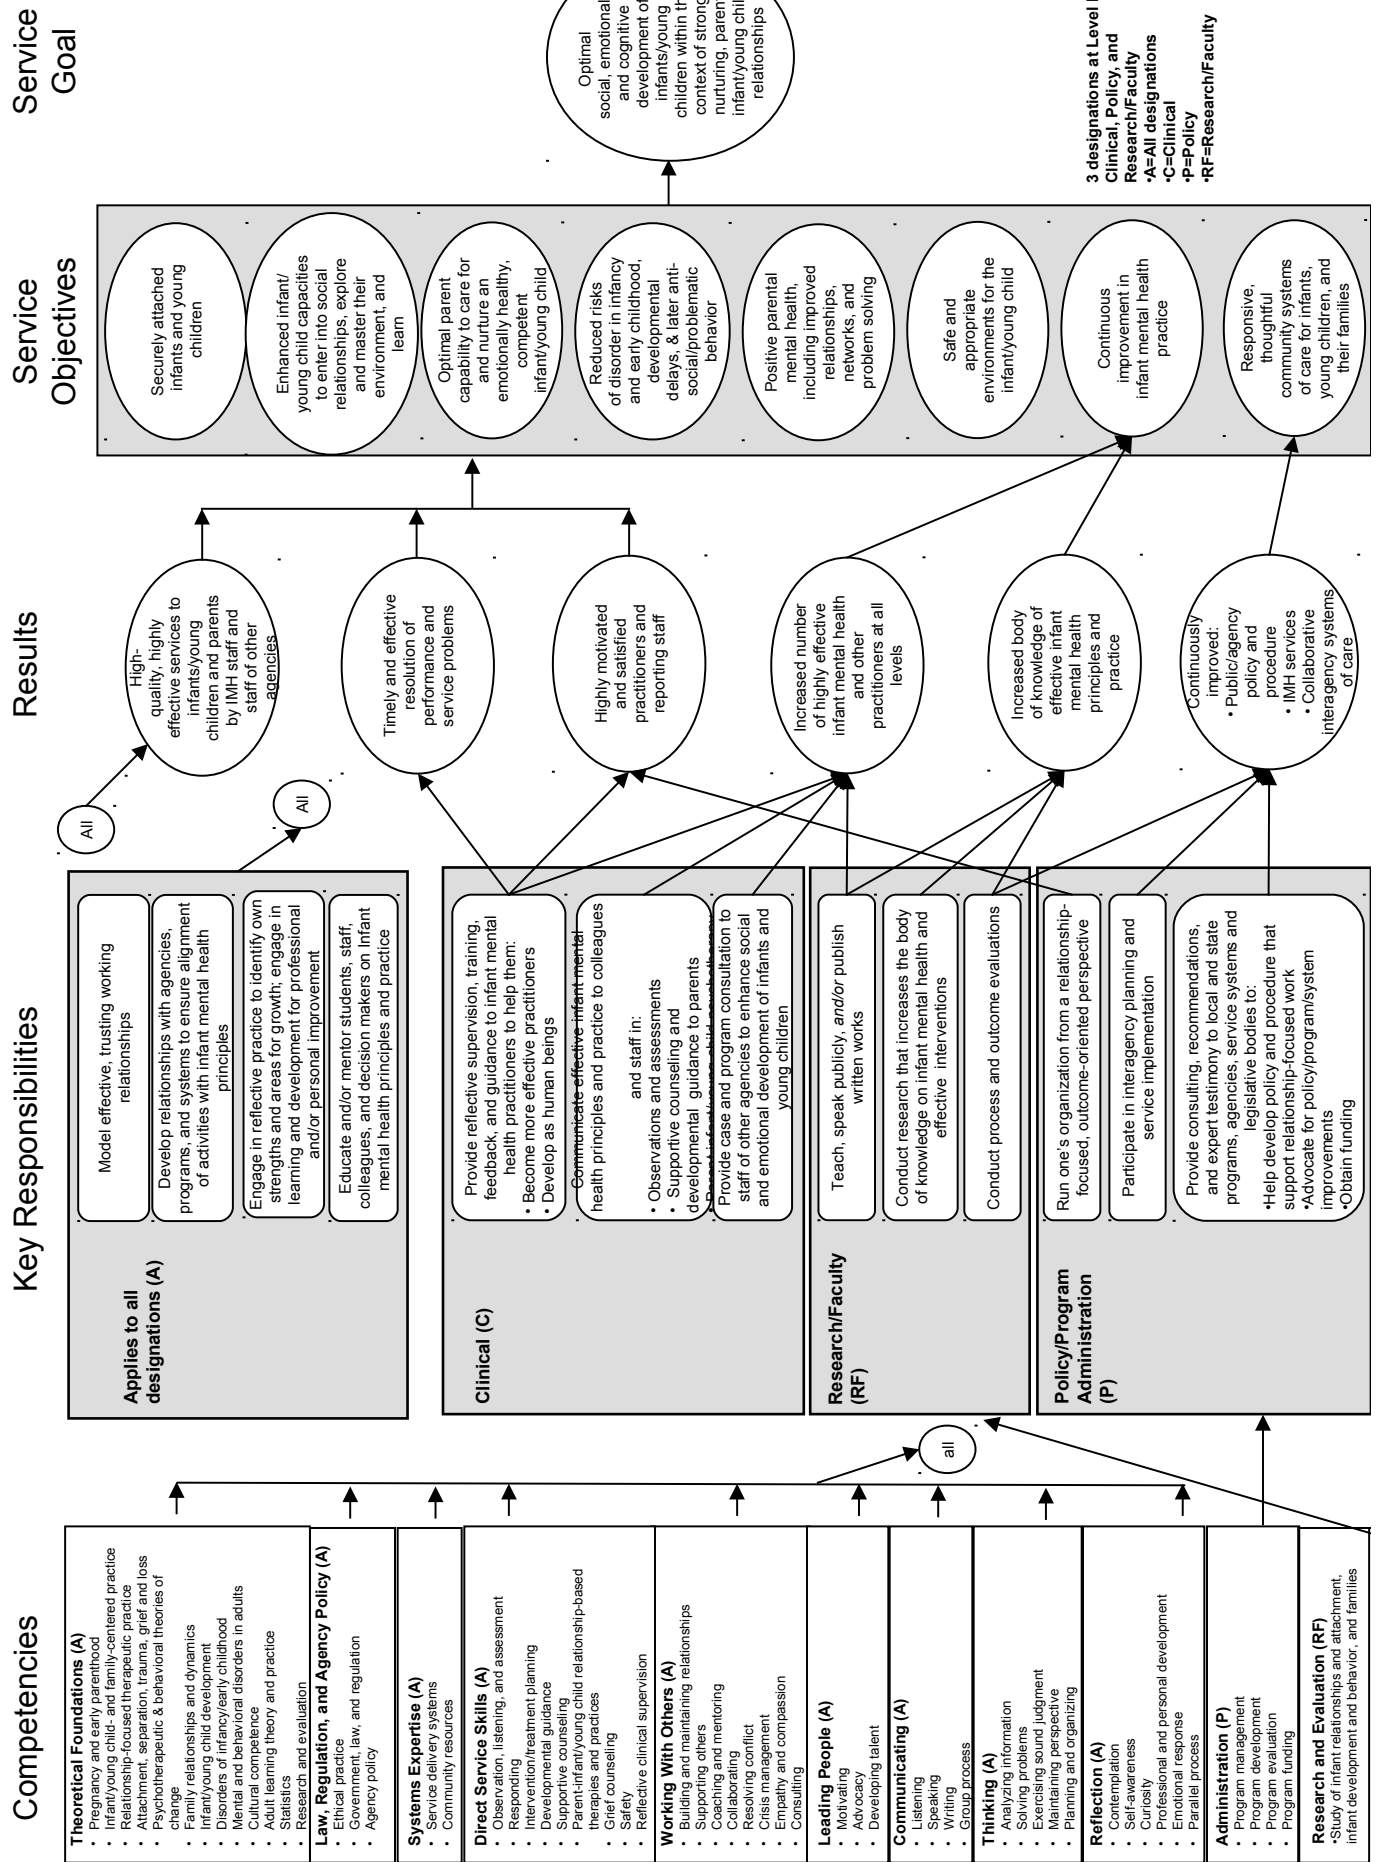 Competencies
Theoretical Foundations (A)
• Pregnancy and early parenthood
• Infant/young child- and family-centered practice
• Relationship-focused therapeutic practice
• Attachment, separation, trauma, grief and loss
• Psychotherapeutic & behavioral theories of
change
• Family relationships and dynamics
• Infant/young child development
• Disorders of infancy/early childhood
• Mental and behavioral disorders in adults
• Cultural competence
• Adult learning theory and practice
• Statistics
• Research and evaluation
Law, Regulation, and Agency Policy (A)
• Ethical practice
• Government, law, and regulation
• Agency policy
Systems Expertise (A)
• Service delivery systems
• Community resources
Direct Service Skills (A)
• Observation, listening, and assessment
• Responding
• Intervention/treatment planning
• Developmental guidance
• Supportive counseling
• Parent-infant/young child relationship-based
therapies and practices
• Grief counseling
• Safety
• Reflective clinical supervision
Working With Others (A)
• Building and maintaining relationships
• Supporting others
• Coaching and mentoring
• Collaborating
• Resolving conflict
• Crisis management
• Empathy and compassion
• Consulting
Leading People (A)
• Motivating
• Advocacy
• Developing talent
Communicating (A)
• Listening
• Speaking
• Writing
• Group process
Thinking (A)
• Analyzing information
• Solving problems
• Exercising sound judgment
• Maintaining perspective
• Planning and organizing
Reflection (A)
• Contemplation
• Self-awareness
• Curiosity
• Professional and personal development
• Emotional response
• Parallel process
Administration (P)
• Program management
• Program development
• Program evaluation
• Program funding
Research and Evaluation (RF)
•Study of infant relationships and attachment,
infant development and behavior, and families
all
Key Responsibilities
Applies to all
designations (A)
Model effective, trusting working
relationships
Develop relationships with agencies,
programs, and systems to ensure alignment
of activities with infant mental health
principles
Engage in reflective practice to identify own
strengths and areas for growth; engage in
learning and development for professional
and/or personal improvement
Educate and/or mentor students, staff,
colleagues, and decision makers on Infant
mental health principles and practice
Clinical (C)
Provide reflective supervision, training,
feedback, and guidance to infant mental
health practitioners to help them:
• Become more effective practitioners
• Develop as human beings
Communicate effective infant mental
health principles and practice to colleagues
and staff in:
• Observations and assessments
• Supportive counseling and
developmental guidance to parents
• Parent-infant/young child psychotherapy
Provide case and program consultation to
staff of other agencies to enhance social
and emotional development of infants and
young children
Research/Faculty
(RF)
Teach, speak publicly, and/or publish
written works
Conduct research that increases the body
of knowledge on infant mental health and
effective interventions
Conduct process and outcome evaluations
Policy/Program
Administration
(P)
Run one's organization from a relationship-
focused, outcome-oriented perspective
Participate in interagency planning and
service implementation
Provide consulting, recommendations,
and expert testimony to local and state
programs, agencies, service systems and
legislative bodies to:
•Help develop policy and procedure that
support relationship-focused work
•Advocate for policy/program/system
improvements
•Obtain funding
All
All
Results
High-
quality, highly
effective services to
infants/young
children and parents
by IMH staff and
staff of other
agencies
Timely and effective
resolution of
performance and
service problems
Highly motivated
and satisfied
practitioners and
reporting staff
Increased number
of highly effective
infant mental health
and other
practitioners at all
levels
Increased body
of knowledge of
effective infant
mental health
principles and
practice
Continuously
improved:
• Public/agency
policy and
procedure
• IMH services
• Collaborative
interagency systems
of care
Service
Objectives
Securely attached
infants and young
children
Enhanced infant/
young child capacities
to enter into social
relationships, explore
and master their
environment, and
learn
Optimal parent
capability to care for
and nurture an
emotionally healthy,
competent
infant/young child
Reduced risks
of disorder in infancy
and early childhood,
developmental
delays, & later anti-
social/problematic
behavior
Positive parental
mental health,
including improved
relationships,
networks, and
problem solving
Safe and
appropriate
environments for the
infant/young child
Continuous
improvement in
infant mental health
practice
Responsive,
thoughtful
community systems
of care for infants,
young children, and
their families
Service
Goal
Optimal
social, emotional
and cognitive
development of
infants/young
children within
context of strong
nurturing,
infant/young
relationships
3 designations at Level
Clinical, Policy, and
Research/Faculty
•A=All designations
•C=Clinical
•P=Policy
•RF=Research/Faculty